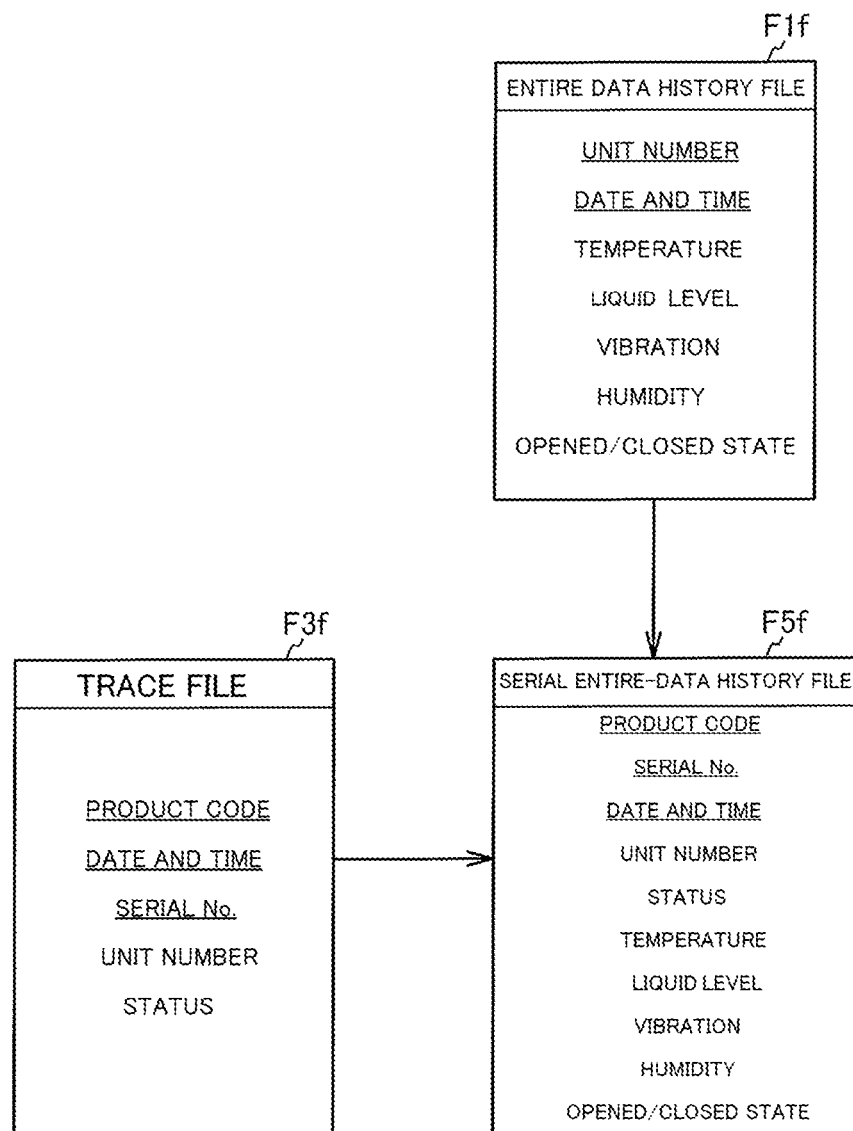 F1f
ENTIRE DATA HISTORY FILE
UNIT NUMBER
DATE AND TIME
TEMPERATURE
LIQUID LEVEL
VIBRATION
HUMIDITY
OPENED/CLOSED STATE
F3f
TRACE FILE
PRODUCT CODE
DATE AND TIME
SERIAL No.
UNIT NUMBER
STATUS
F5f
SERIAL ENTIRE-DATA HISTORY FILE
PRODUCT CODE
SERIAL No.
DATE AND TIME
UNIT NUMBER
STATUS
TEMPERATURE
LIQUID LEVEL
VIBRATION
HUMIDITY
OPENED/CLOSED STATE